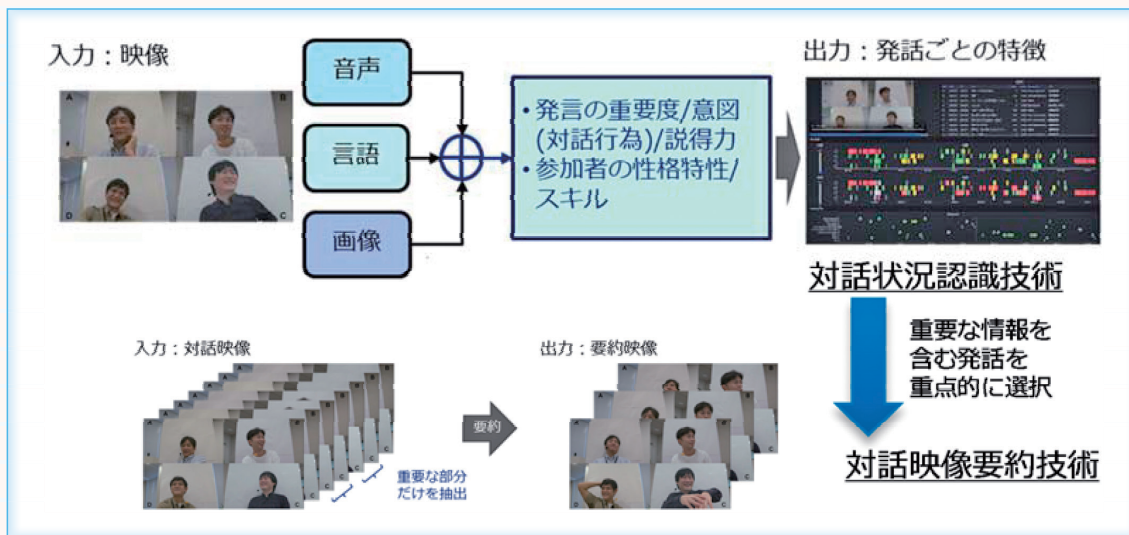 入力：映像
A
B
D
C
音声
言語
画像
・発言の重要度/意図
(対話行為)/説得力
・参加者の性格特性/
スキル
出力：発話ごとの特徴
対話状況認識技術
重要な情報を
含む発話を
重点的に選択
対話映像要約技術
入力：対話映像
要約
重要な部分
だけを抽出
出力：要約映像